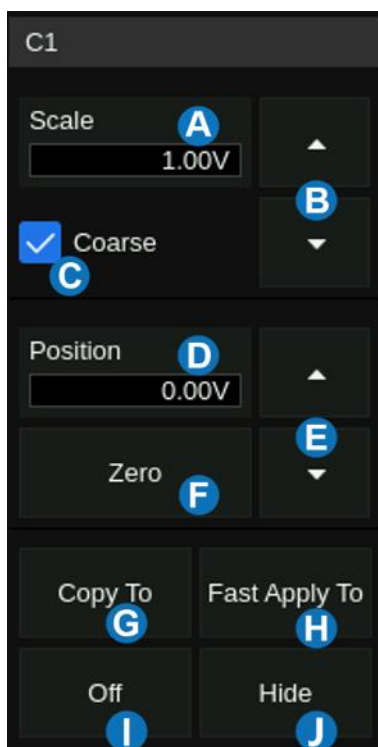 C1
Scale
A
1.00V
B
Coarse
C
Position
D
0.00V
E
Zero
F
Copy To
Fast Apply To
G
H
Off
Hide
I
J